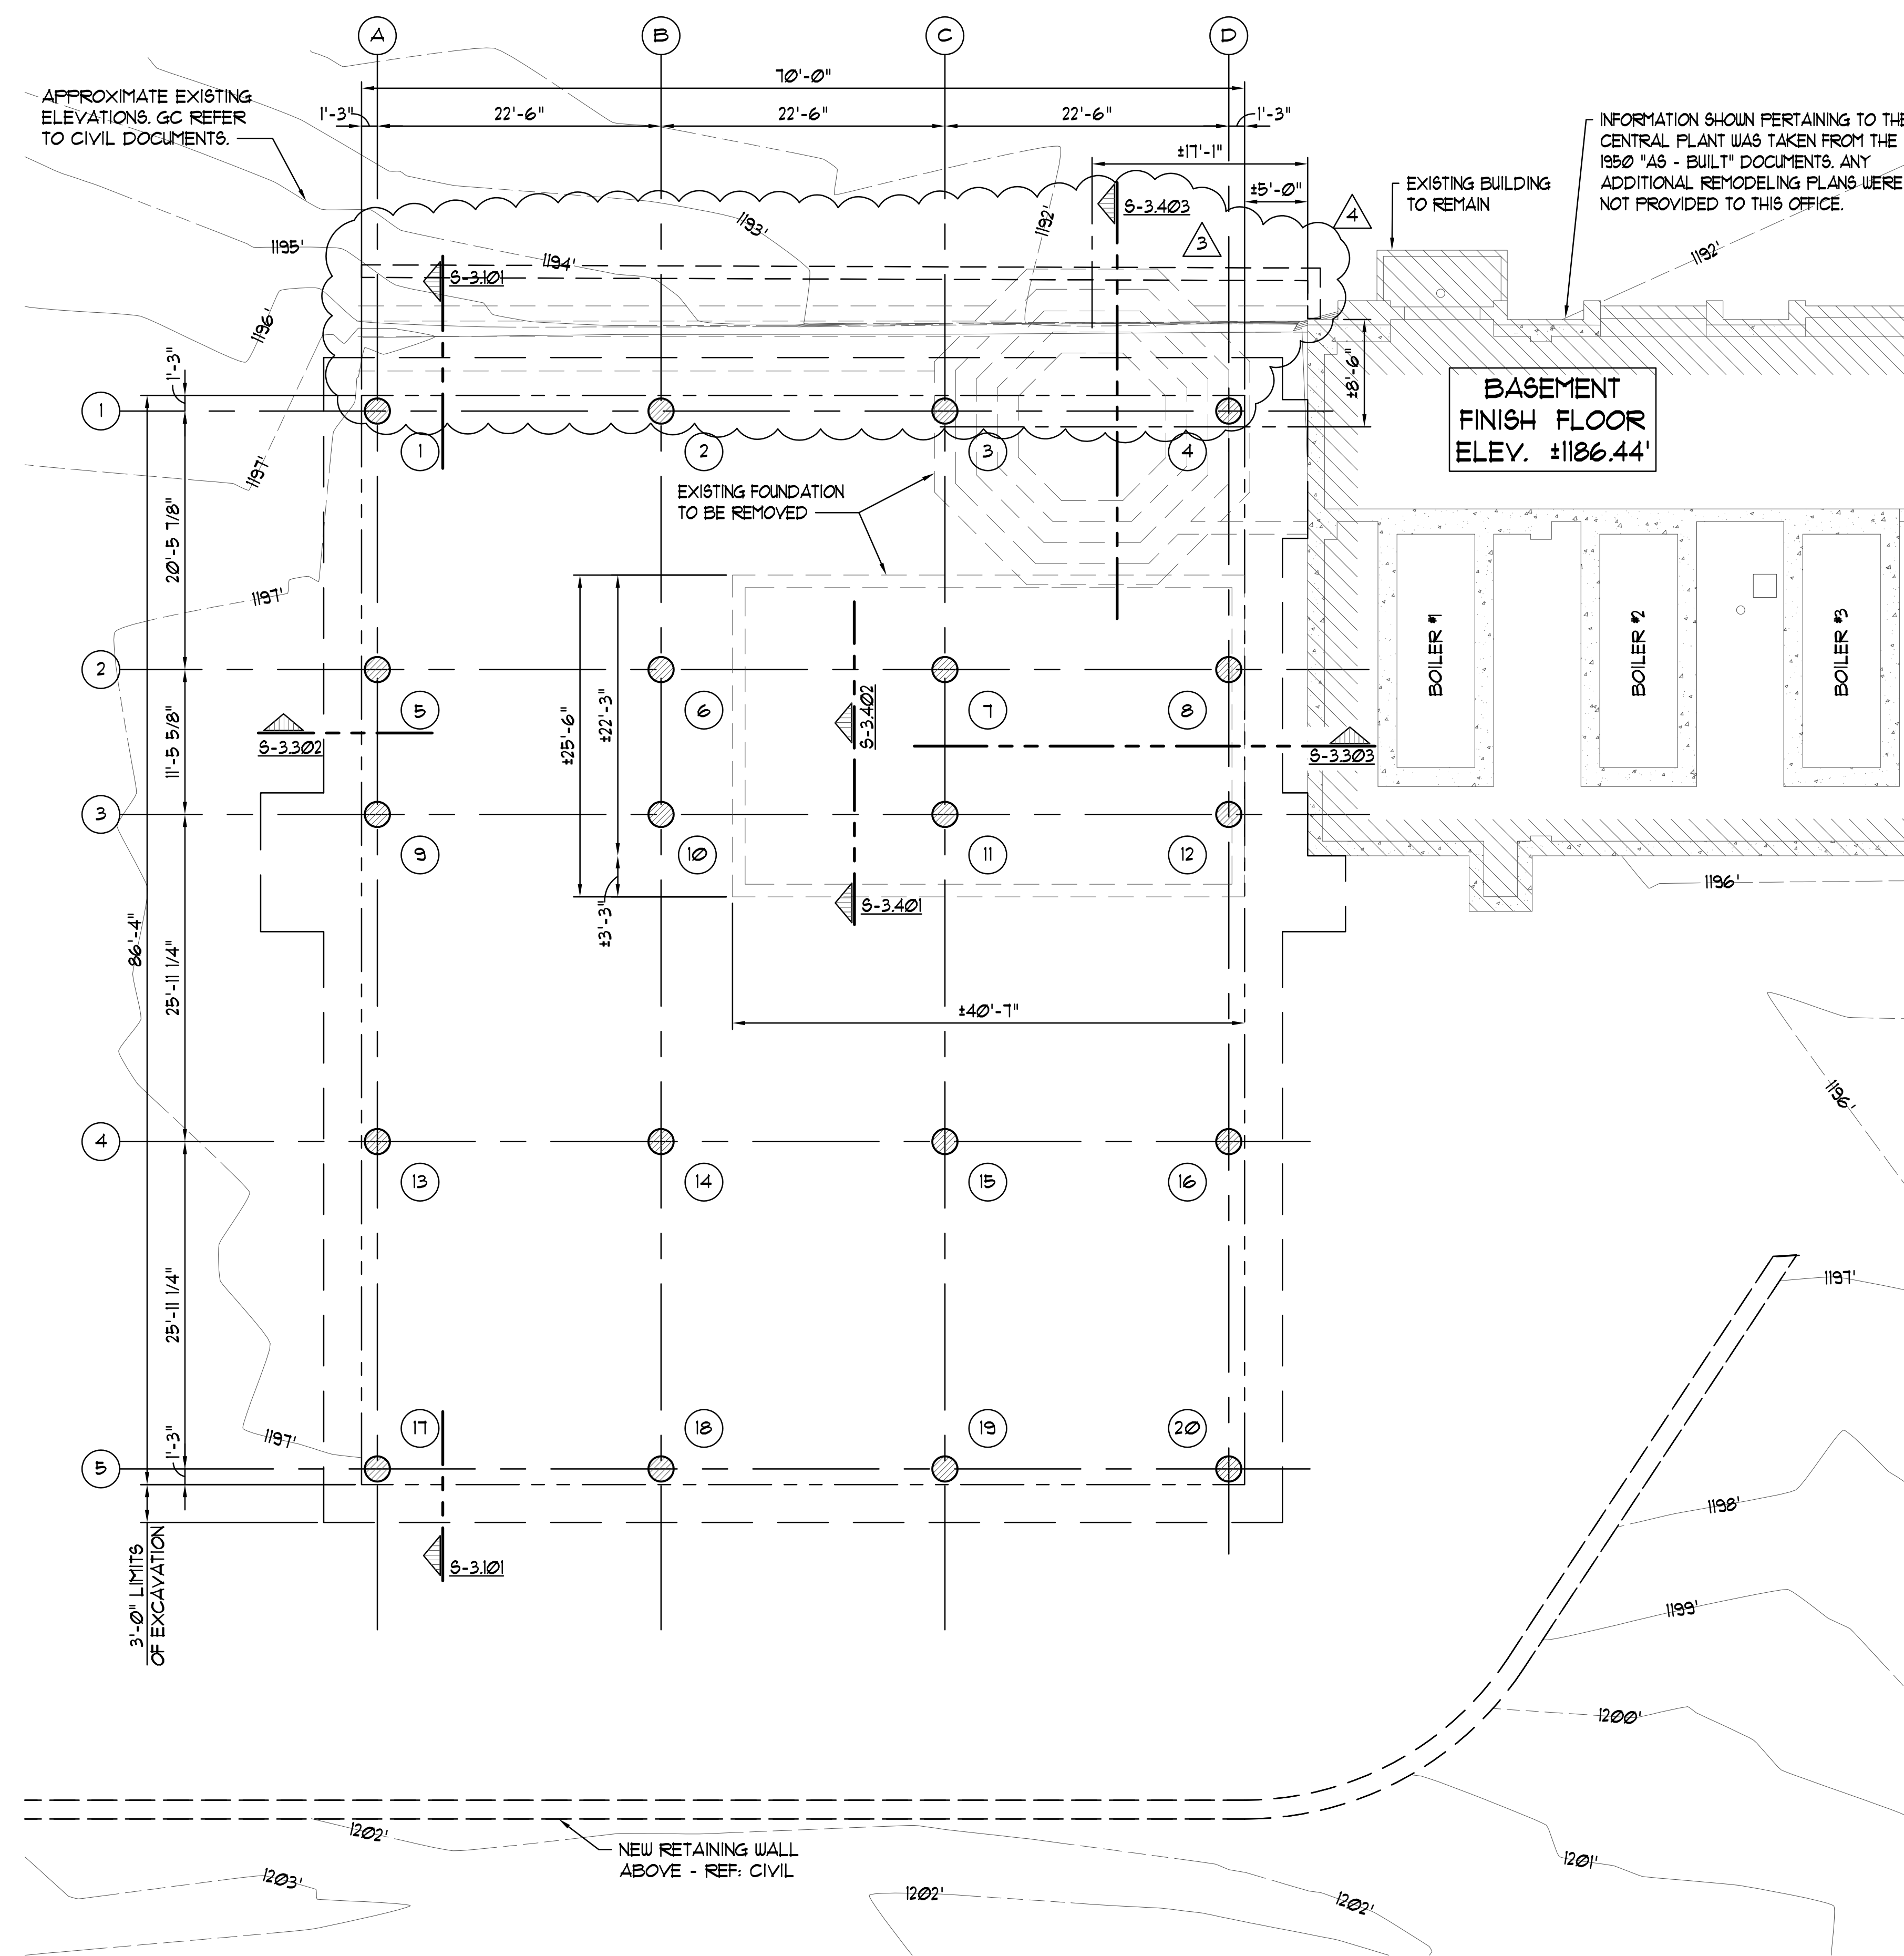 A
B
C
D
70'-0"
1'-3"
22'-6"
22'-6"
22'-6"
1'-3"
APPROXIMATE EXISTING
ELEVATIONS. GC REFER
TO CIVIL DOCUMENTS.
INFORMATION SHOWN PERTAINING TO THE
CENTRAL PLANT WAS TAKEN FROM THE
1950 "AS - BUILT" DOCUMENTS. ANY
ADDITIONAL REMODELING PLANS WERE
NOT PROVIDED TO THIS OFFICE.
±17'-1"
±5'-0"
EXISTING BUILDING
TO REMAIN
S-3.403
4
3
1195'
1194'
1193'
1192'
1192'
S-3.101
1196'
1'-3"
±8'-6"
BASEMENT
FINISH FLOOR
ELEV. ±1186.44'
1
1
2
3
4
1197'
EXISTING FOUNDATION
TO BE REMOVED
20'-5 7/8"
1197'
BOILER #1
BOILER #2
BOILER #3
2
5
6
7
8
11'-5 5/8"
±25'-6"
±22'-3"
S-3.402
S-3.302
S-3.303
3
9
10
11
12
±3'-3"
S-3.401
1196'
86'-4"
25'-11 1/4"
±40'-7"
1196'
4
13
14
15
16
25'-11 1/4"
1197'
17
18
19
20
1197'
1'-3"
5
1198'
3'-0" LIMITS
OF EXCAVATION
S-3.101
1199'
1200'
1202'
NEW RETAINING WALL
ABOVE - REF: CIVIL
1201'
1203'
1202'
1202'